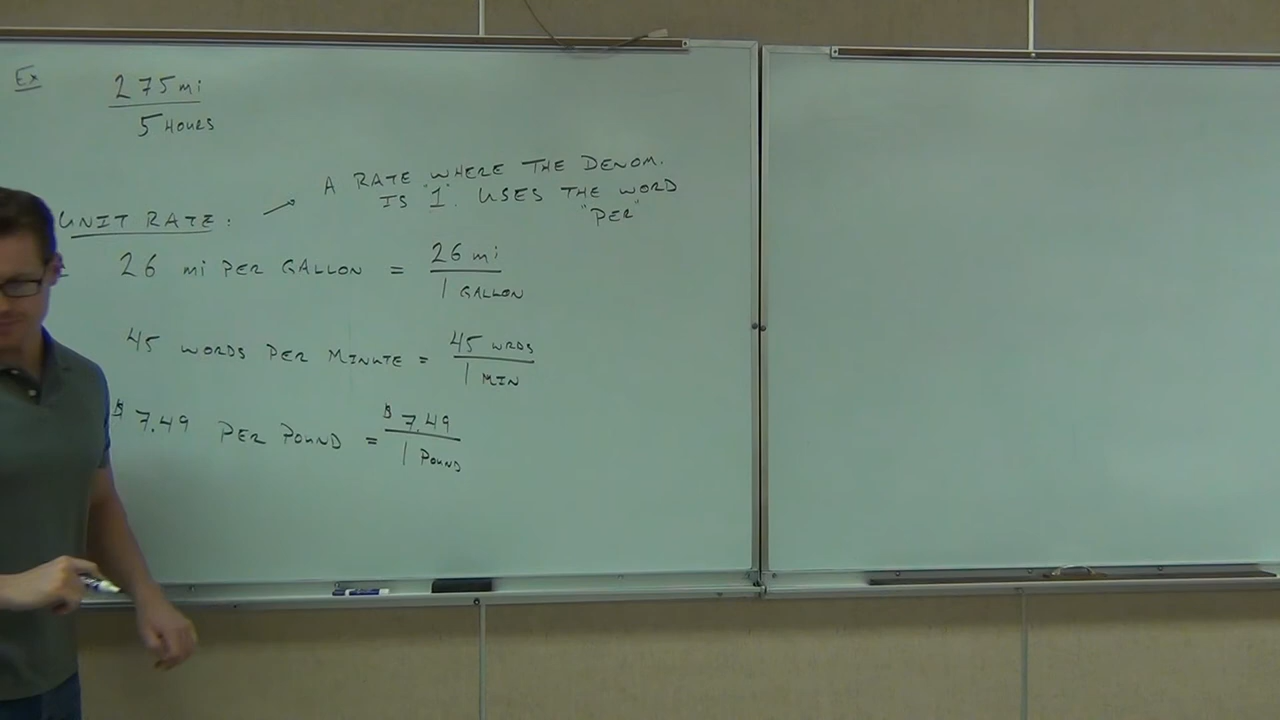 Ex
275 mi
5 HOURS
A RATE WHERE THE DENOM.
IS "1". USES THE WORD
"PER"
UNIT RATE:
26 mi PER GALLON = 26 mi
1 GALLON
45 WORDS PER MINUTE = 45 WRDS
1 MIN
$7.49 PER POUND = $7.49
1 POUND